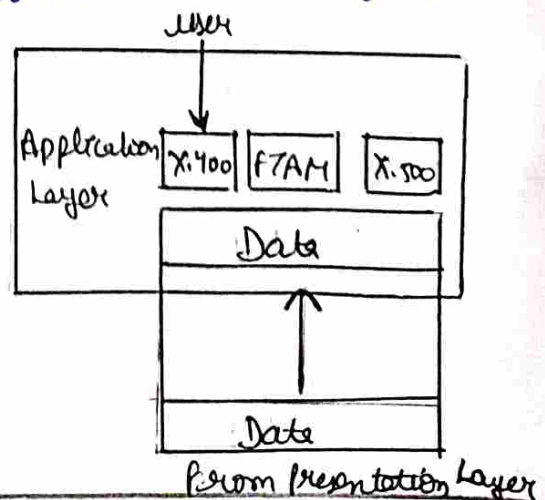 User
Application
Layer
X.400 FTAM X.500
Data
Data
From Presentation Layer